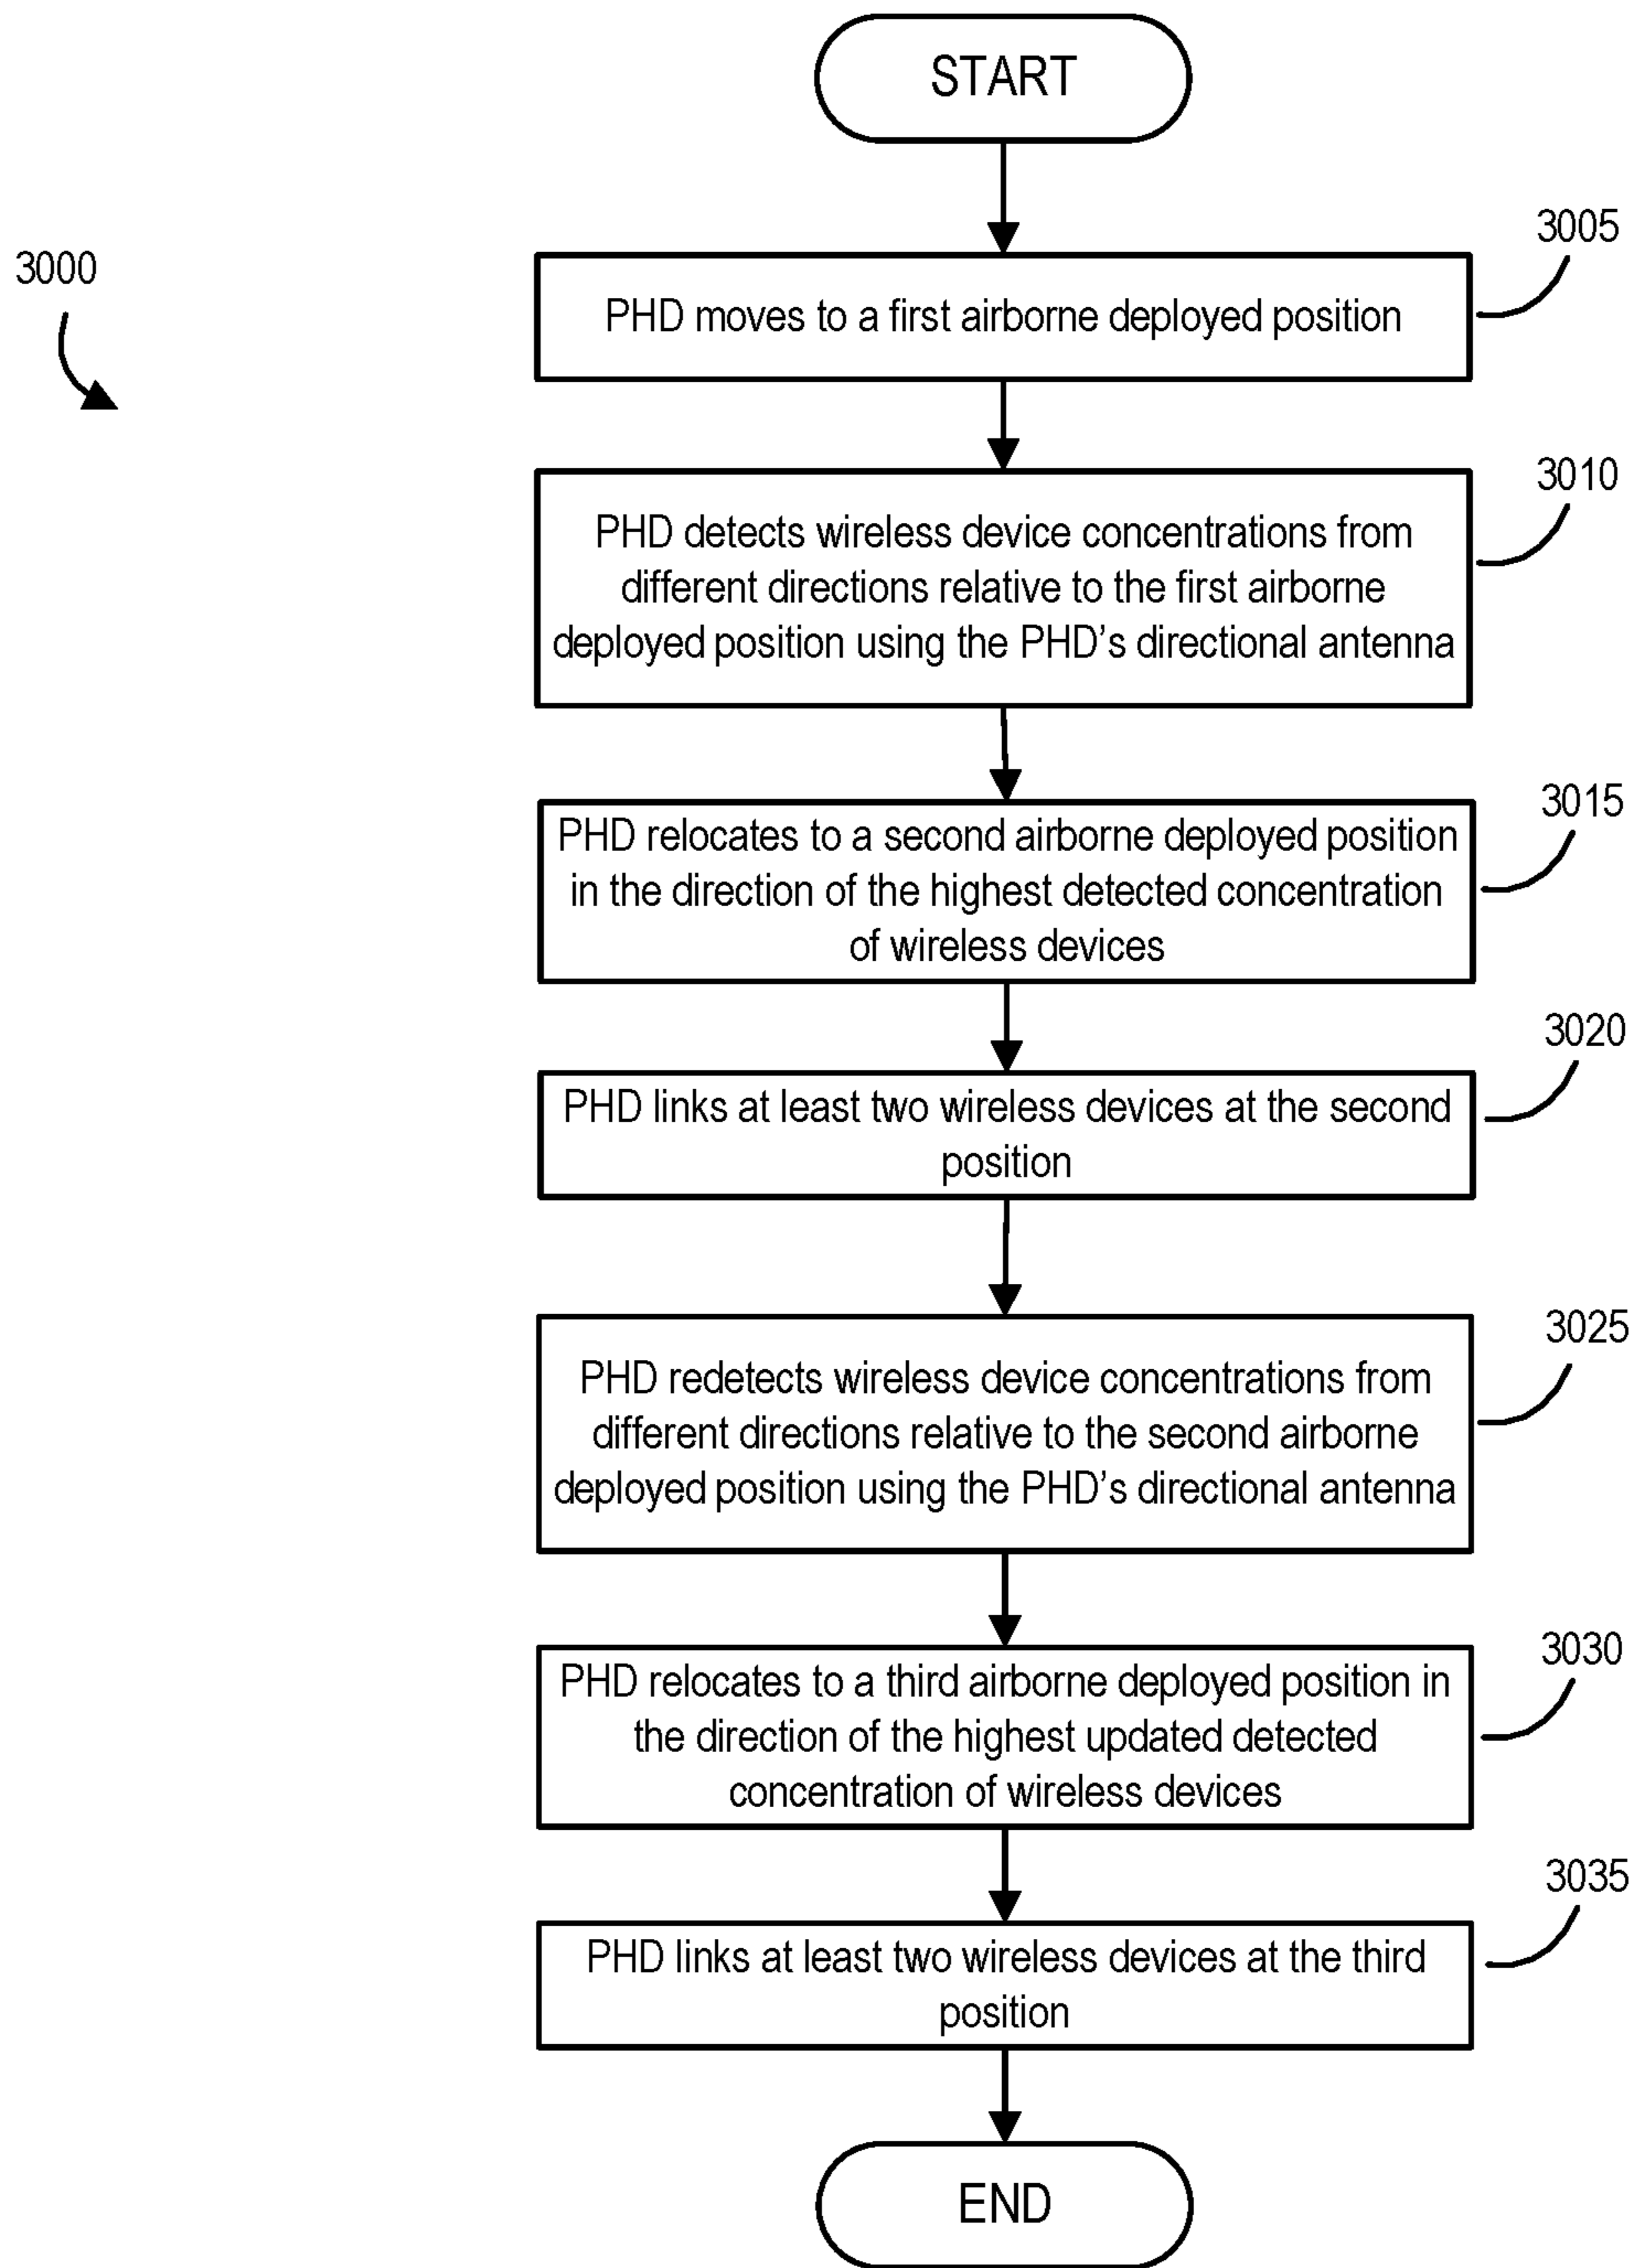 START
3000
3005
PHD moves to a first airborne deployed position
3010
PHD detects wireless device concentrations from
different directions relative to the first airborne
deployed position using the PHD’s directional antenna
3015
PHD relocates to a second airborne deployed position
in the direction of the highest detected concentration
of wireless devices
3020
PHD links at least two wireless devices at the second
position
3025
PHD redetects wireless device concentrations from
different directions relative to the second airborne
deployed position using the PHD’s directional antenna
3030
PHD relocates to a third airborne deployed position in
the direction of the highest updated detected
concentration of wireless devices
3035
PHD links at least two wireless devices at the third
position
END